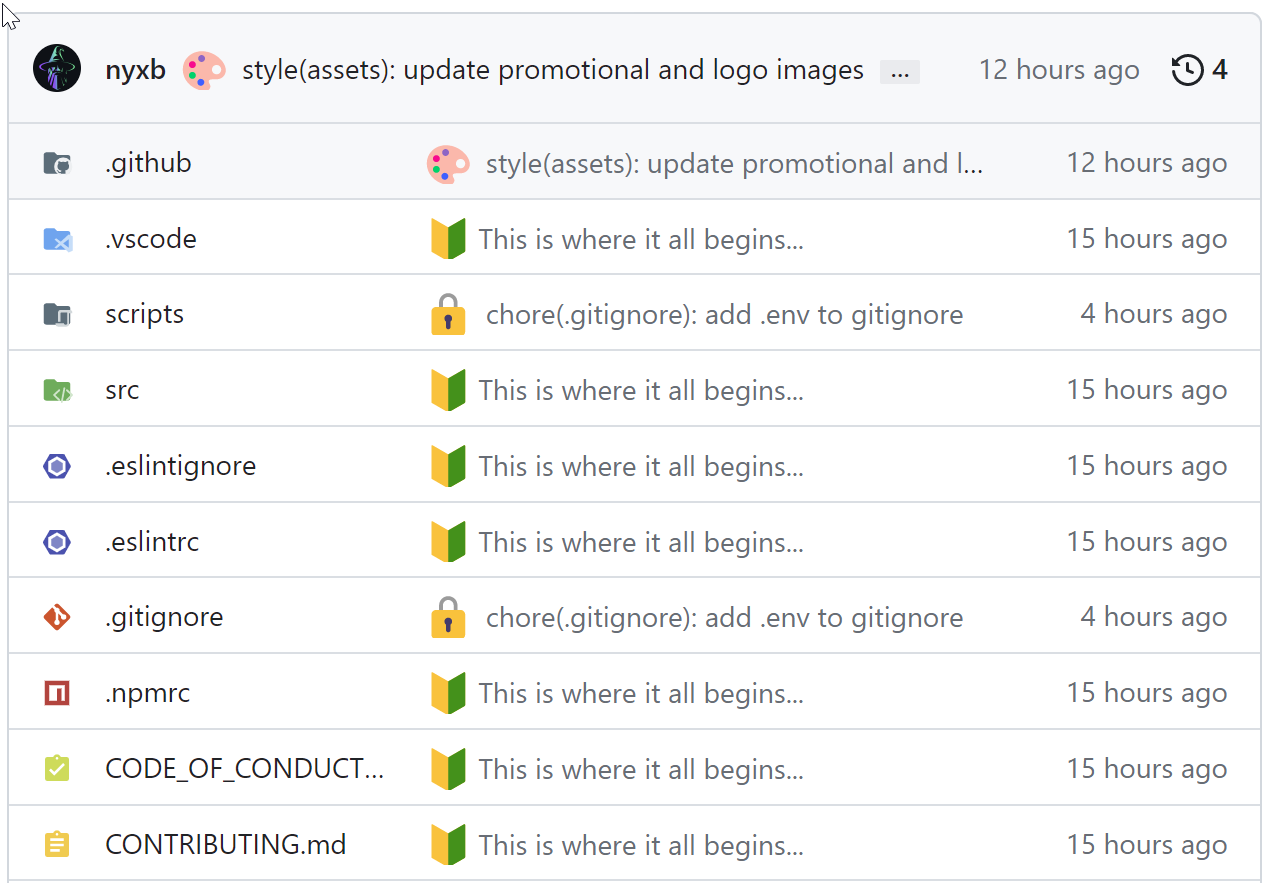 nyxb 🎨 style(assets): update promotional and logo images ... 12 hours ago 4
.github 🎨 style(assets): update promotional and l... 12 hours ago
.vscode 🔰 This is where it all begins... 15 hours ago
scripts 🔒 chore(.gitignore): add .env to gitignore 4 hours ago
src 🔰 This is where it all begins... 15 hours ago
.eslintignore 🔰 This is where it all begins... 15 hours ago
.eslintrc 🔰 This is where it all begins... 15 hours ago
.gitignore 🔒 chore(.gitignore): add .env to gitignore 4 hours ago
.npmrc 🔰 This is where it all begins... 15 hours ago
CODE_OF_CONDUCT... 🔰 This is where it all begins... 15 hours ago
CONTRIBUTING.md 🔰 This is where it all begins... 15 hours ago